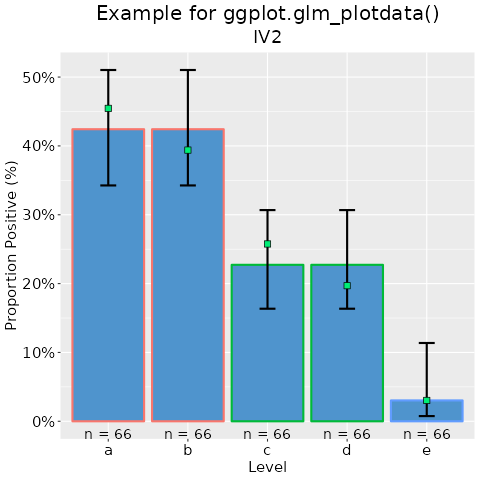 Example for ggplot.glm_plotdata()
IV2
Proportion Positive (%)
50%
40%
30%
20%
10%
0%
n = 66 n = 66 n = 66 n = 66 n = 66
a b c d e
Level